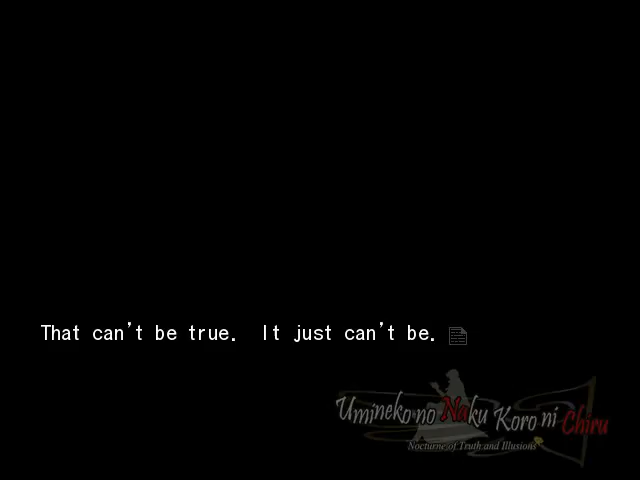 That can't be true.  It just can't be.
Umineko no Naku Koro ni Chiru
Nocturne of Truth and Illusions